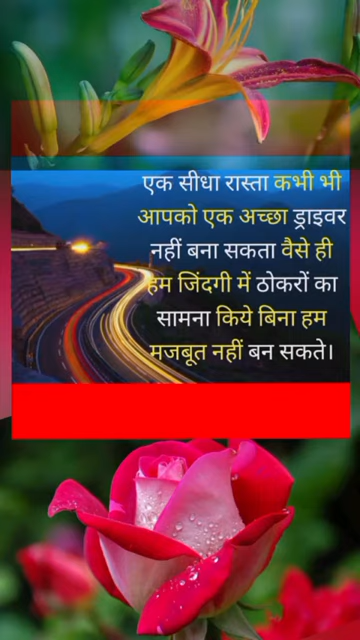 एक सीधा रास्ता कभी भी
आपको एक अच्छा ड्राइवर
नहीं बना सकता वैसे ही
हम जिंदगी में ठोकरों का
सामना किये बिना हम
मजबूत नहीं बन सकते।